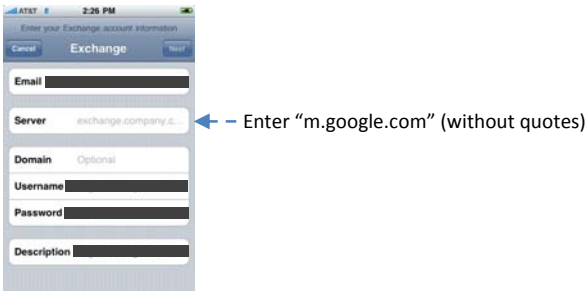 AT&T 2:26 PM
Enter your Exchange account information
Cancel Exchange Next
Email
Server exchange.company.c...
Enter “m.google.com” (without quotes)
Domain Optional
Username
Password
Description